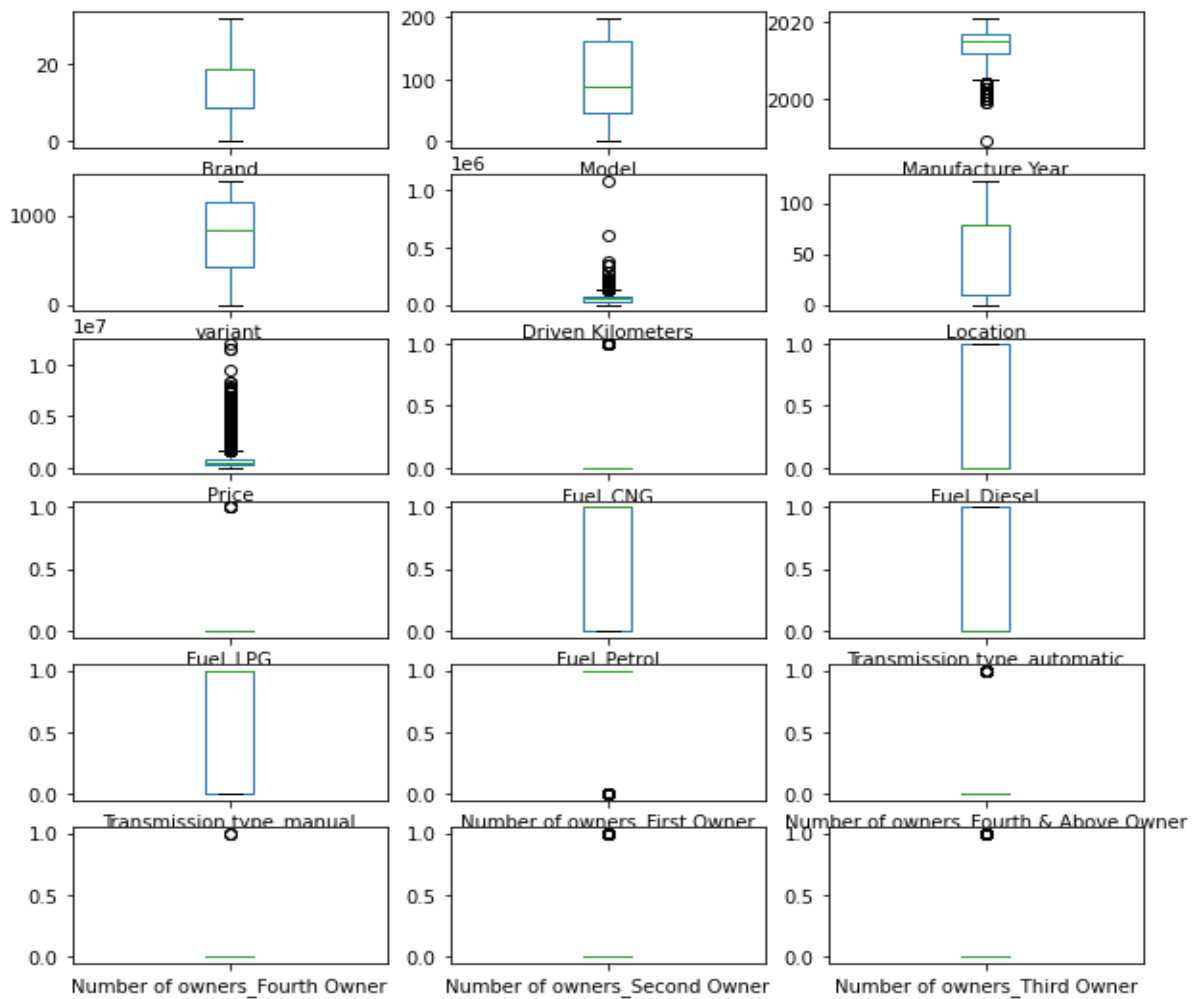 20
0
Brand
200
100
0
Model
2020
2000
Manufacture Year
1000
0
variant
1e6
1.0
0.5
0.0
Driven Kilometers
100
50
0
Location
1e7
1.0
0.5
0.0
Price
1.0
0.5
0.0
Fuel_CNG
1.0
0.5
0.0
Fuel_Diesel
1.0
0.5
0.0
Fuel_LPG
1.0
0.5
0.0
Fuel_Petrol
1.0
0.5
0.0
Transmission type_automatic
1.0
0.5
0.0
Transmission type_manual
1.0
0.5
0.0
Number of owners_First Owner
1.0
0.5
0.0
Number of owners_Fourth & Above Owner
1.0
0.5
0.0
Number of owners_Fourth Owner
1.0
0.5
0.0
Number of owners_Second Owner
1.0
0.5
0.0
Number of owners_Third Owner